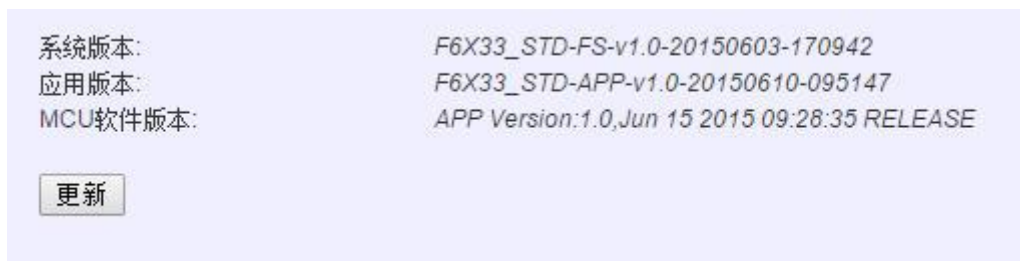 系统版本: F6X33_STD-FS-v1.0-20150603-170942
应用版本: F6X33_STD-APP-v1.0-20150610-095147
MCU软件版本: APP Version:1.0,Jun 15 2015 09:28:35 RELEASE
更新